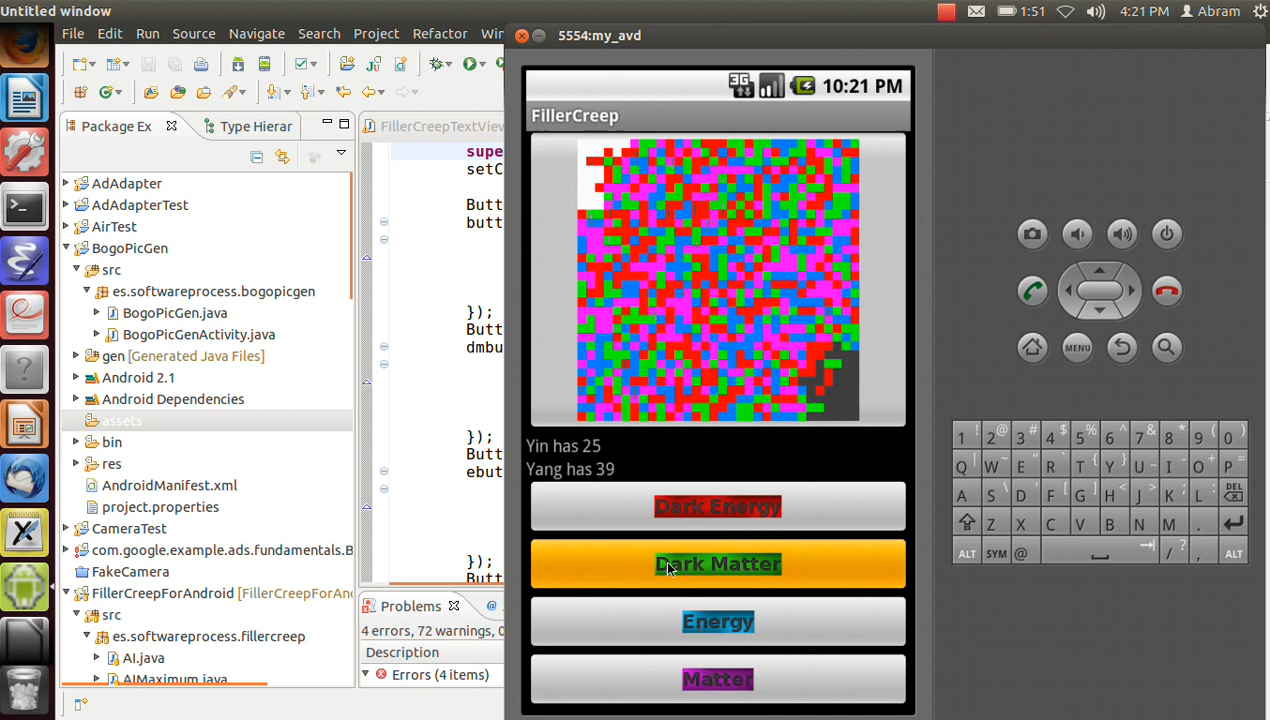 Untitled window
1:51
4:21 PM
Abram
File Edit Run Source Navigate Search Project Refactor Win
5554:my_avd
Package Ex
Type Hierar
FillerCreepTextView
AdAdapter
AdAdapterTest
AirTest
BogoPicGen
src
es.softwareprocess.bogopicgen
BogoPicGen.java
BogoPicGenActivity.java
gen [Generated Java Files]
Android 2.1
Android Dependencies
assets
bin
res
AndroidManifest.xml
project.properties
CameraTest
com.google.example.ads.fundamentals.B
FakeCamera
FillerCreepForAndroid [FillerCreepForAn
src
es.softwareprocess.fillercreep
AI.java
AIMaximum.java
supe
setC
Butt
butt
});
Butt
dmbu
});
Butt
ebut
});
Butt
Problems
@
4 errors, 72 warnings, 0
Description
Errors (4 items)
3G
10:21 PM
FillerCreep
Yin has 25
Yang has 39
Dark Energy
Dark Matter
Energy
Matter
MENU
1 ! 2 @ 3 # 4 $ 5 % 6 ^ 7 & 8 * 9 ( 0 )
Q W E R T Y U I O P
A S D F G H J K L DEL
Z X C V B N M .
ALT SYM @ / ? , ALT